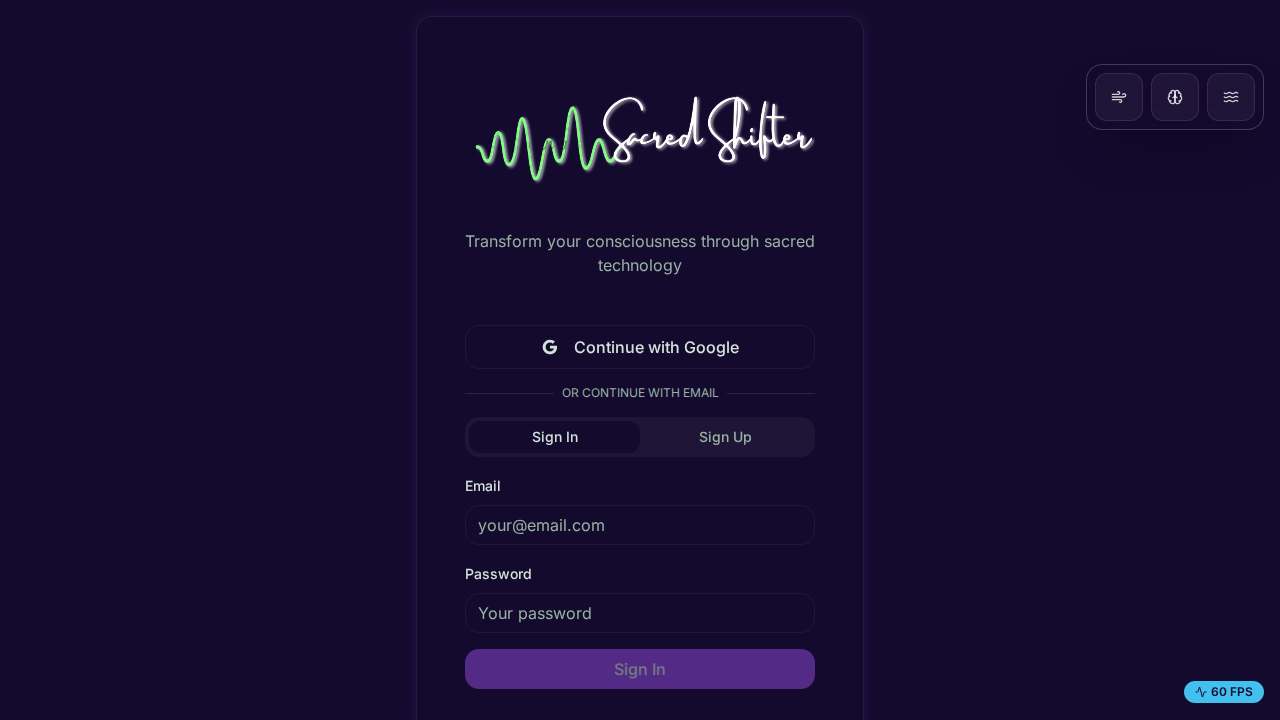 Sacred Shifter
Transform your consciousness through sacred
technology
Continue with Google
OR CONTINUE WITH EMAIL
Sign In
Sign Up
Email
your@email.com
Password
Your password
Sign In
60 FPS